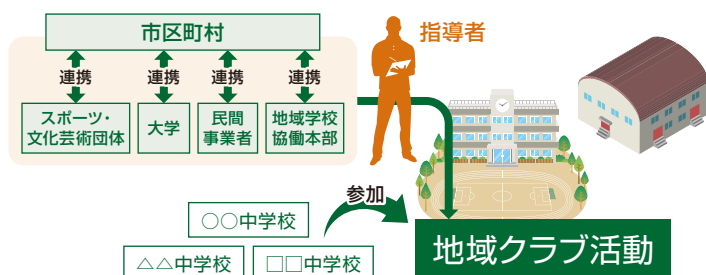 市区町村
指導者
連携
連携
連携
連携
スポーツ・
文化芸術団体
大学
民間
事業者
地域学校
協働本部
参加
○○中学校
△△中学校
□□中学校
地域クラブ活動